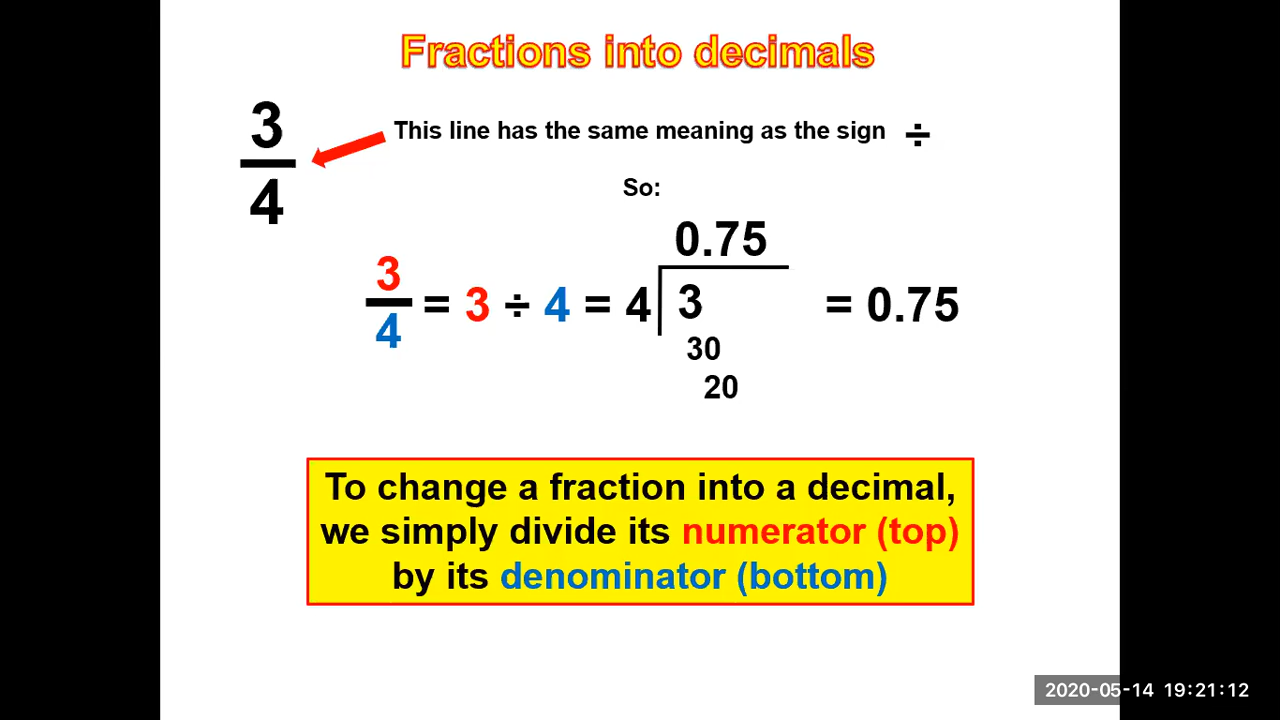 Fractions into decimals
3
4
This line has the same meaning as the sign ÷
So:
0.75
3
4
= 3 ÷ 4 = 4 3 = 0.75
30
20
To change a fraction into a decimal,
we simply divide its numerator (top)
by its denominator (bottom)
2020-05-14 19:21:12